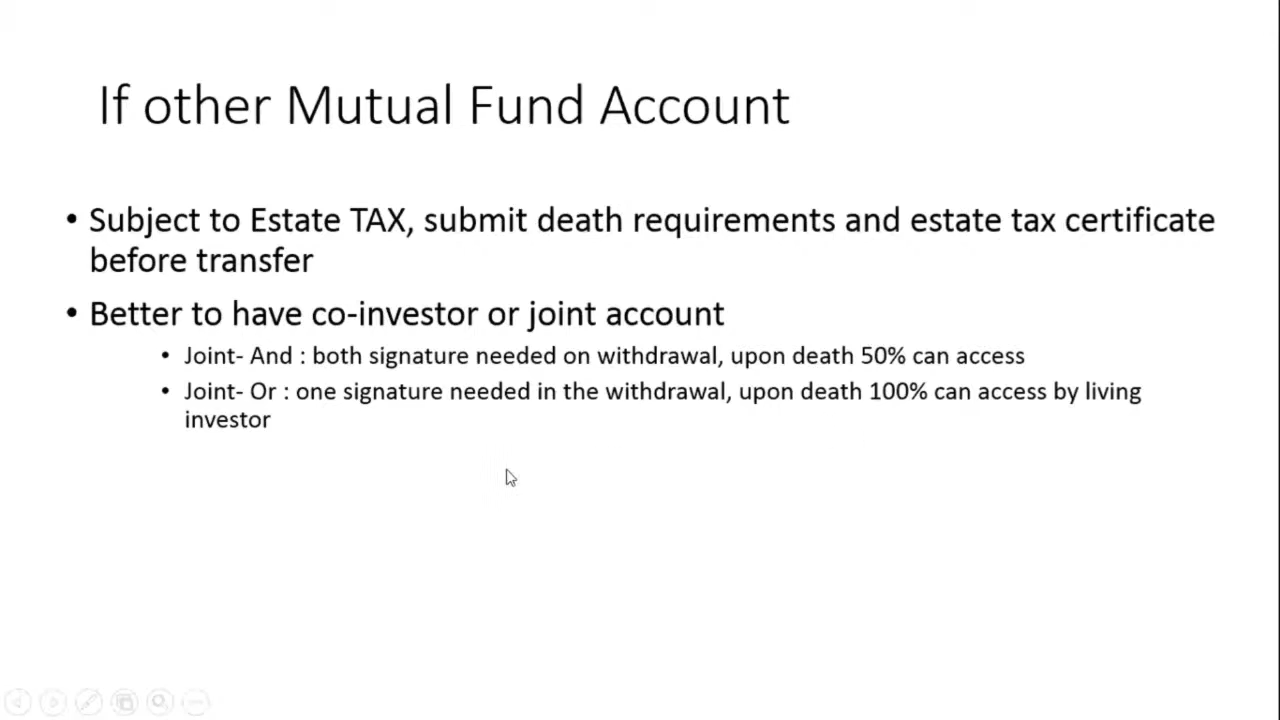 If other Mutual Fund Account
• Subject to Estate TAX, submit death requirements and estate tax certificate
before transfer
• Better to have co-investor or joint account
• Joint- And : both signature needed on withdrawal, upon death 50% can access
• Joint- Or : one signature needed in the withdrawal, upon death 100% can access by living
investor